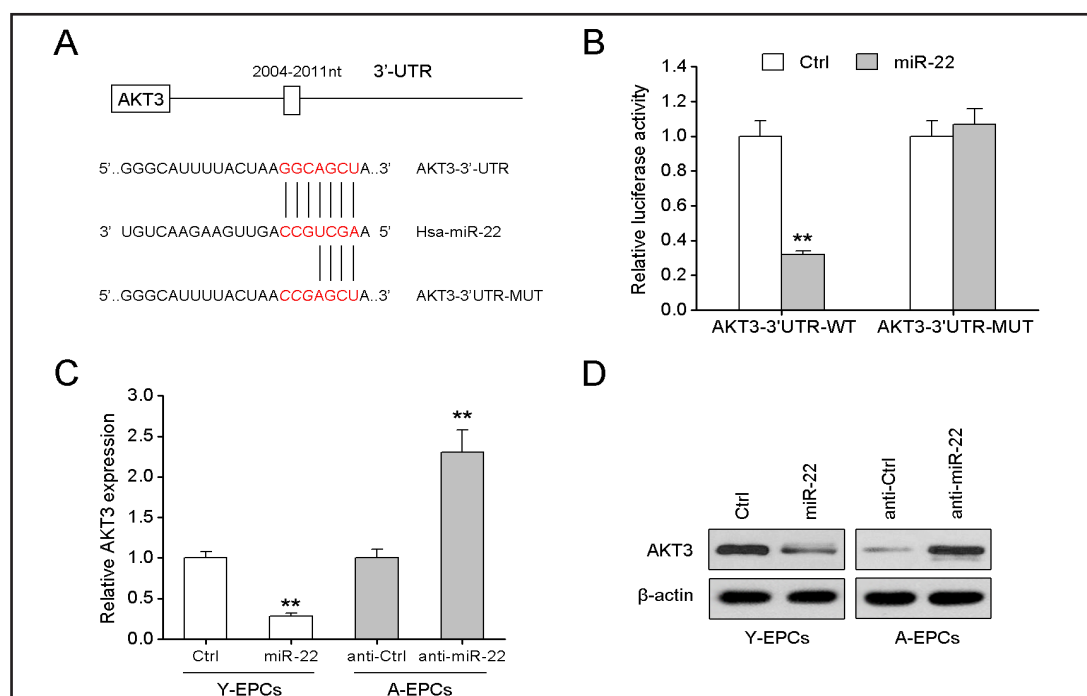 A
2004-2011nt 3'-UTR
AKT3
5'..GGGCAUUUUACUAAGGCAGCUA..3' AKT3-3'-UTR
3' UGUCAAGAAGUUGACCGUCGAA 5' Hsa-miR-22
5'..GGGCAUUUUACUAACCGAGCUA..3' AKT3-3'UTR-MUT
B
Ctrl miR-22
Relative luciferase activity
1.4
1.2
1.0
0.8
0.6
0.4
0.2
0.0
**
AKT3-3'UTR-WT AKT3-3'UTR-MUT
C
Relative AKT3 expression
3.0
2.5
2.0
1.5
1.0
0.5
0.0
**
**
Ctrl miR-22 anti-Ctrl anti-miR-22
Y-EPCs A-EPCs
D
Ctrl miR-22 anti-Ctrl anti-miR-22
AKT3
β-actin
Y-EPCs A-EPCs